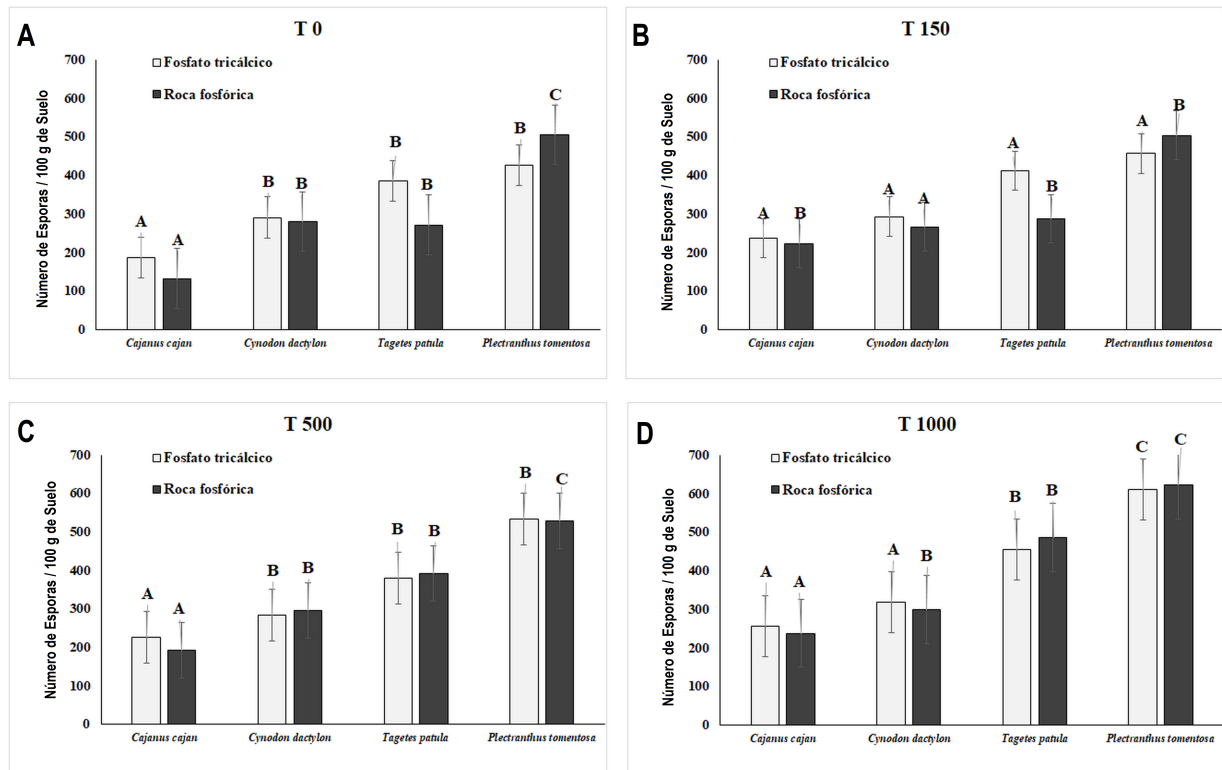 A
T 0
Número de Esporas / 100 g de Suelo
700
600
500
400
300
200
100
0
Fosfato tricálcico
Roca fosfórica
A
A
B
B
B
B
B
C
Cajanus cajan
Cynodon dactylon
Tagetes patula
Plectranthus tomentosa
B
T 150
Número de Esporas / 100 g de Suelo
700
600
500
400
300
200
100
0
Fosfato tricálcico
Roca fosfórica
A
B
A
A
A
B
A
B
Cajanus cajan
Cynodon dactylon
Tagetes patula
Plectranthus tomentosa
C
T 500
Número de Esporas / 100 g de Suelo
700
600
500
400
300
200
100
0
Fosfato tricálcico
Roca fosfórica
A
A
B
B
B
B
B
C
Cajanus cajan
Cynodon dactylon
Tagetes patula
Plectranthus tomentosa
D
T 1000
Número de Esporas / 100 g de Suelo
700
600
500
400
300
200
100
0
Fosfato tricálcico
Roca fosfórica
A
A
A
B
B
B
C
C
Cajanus cajan
Cynodon dactylon
Tagetes patula
Plectranthus tomentosa